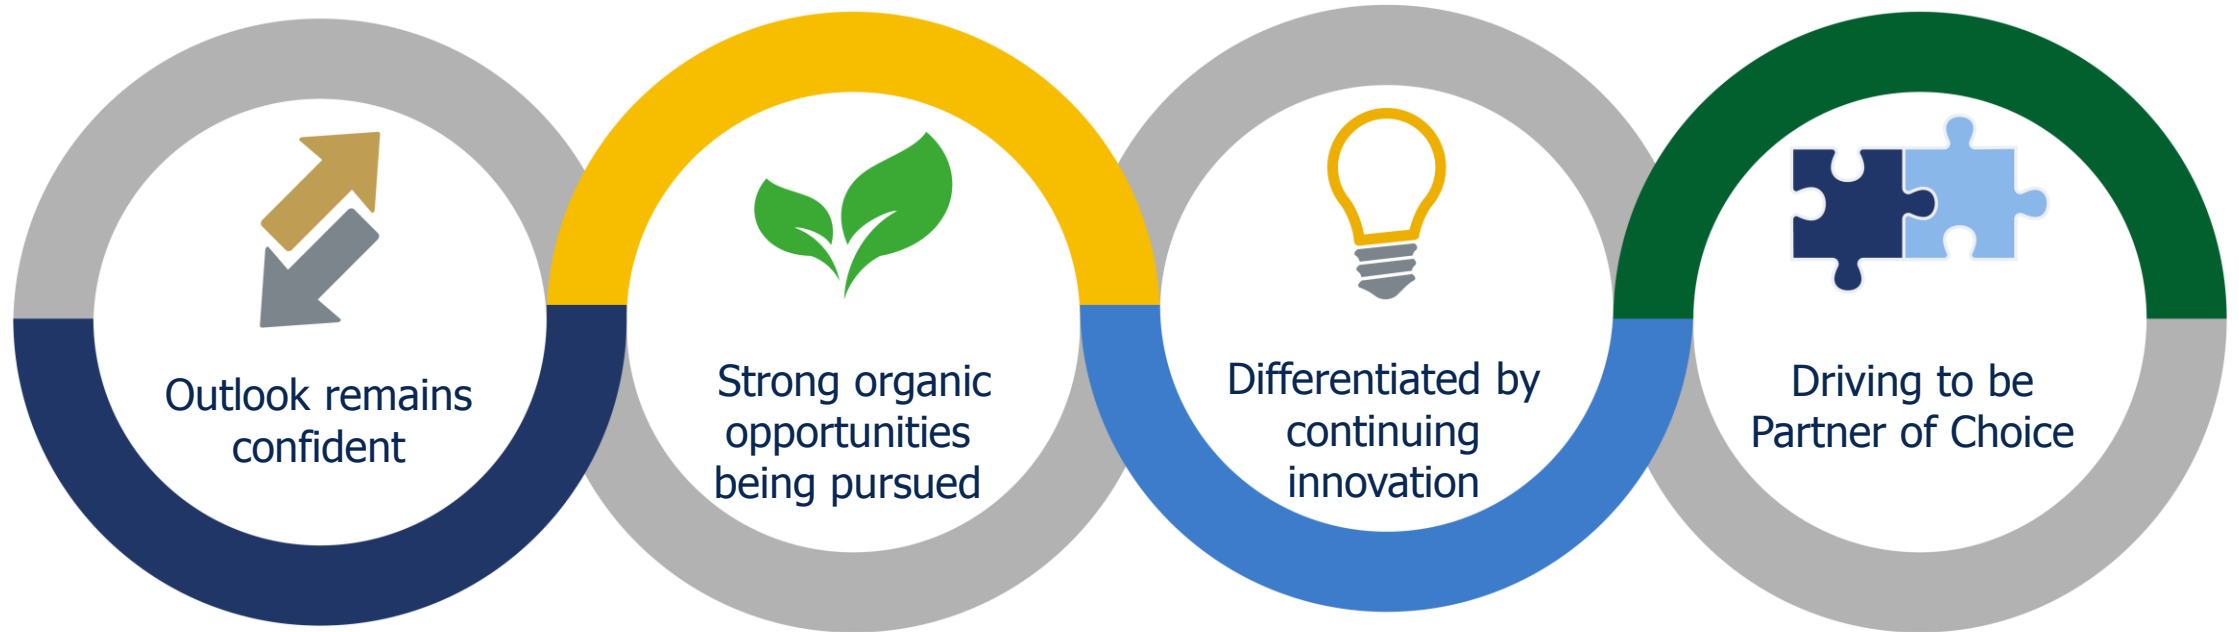 Outlook remains
confident
Strong organic
opportunities
being pursued
Differentiated by
continuing
innovation
Driving to be
Partner of Choice